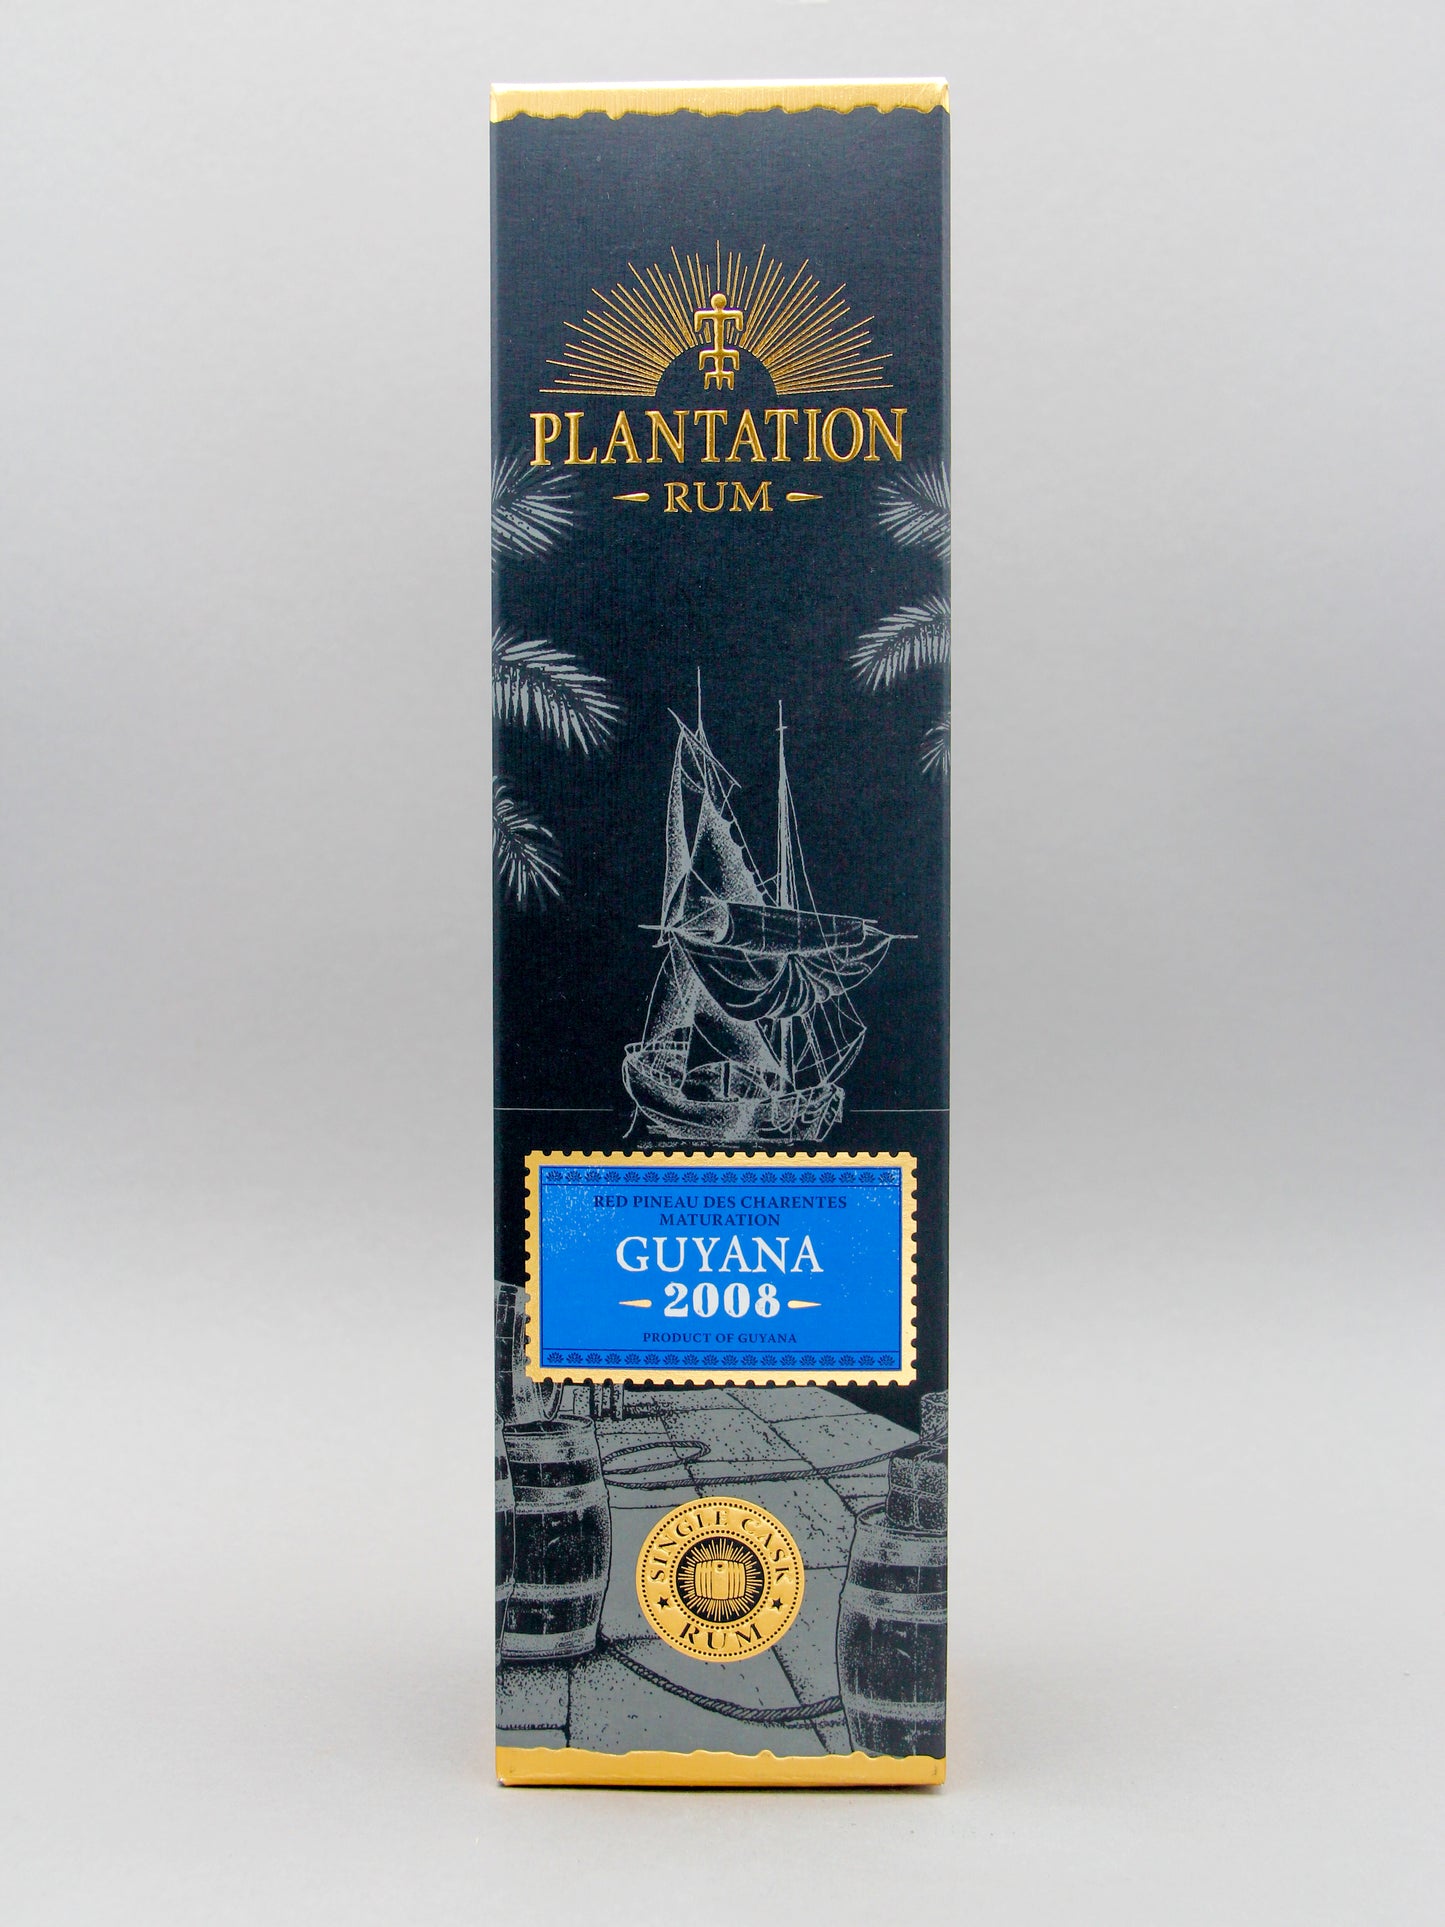 PLANTATION
RUM
RED PINEAU DES CHARENTES
MATURATION
GUYANA
2008
PRODUCT OF GUYANA
SINGLE CASK
RUM